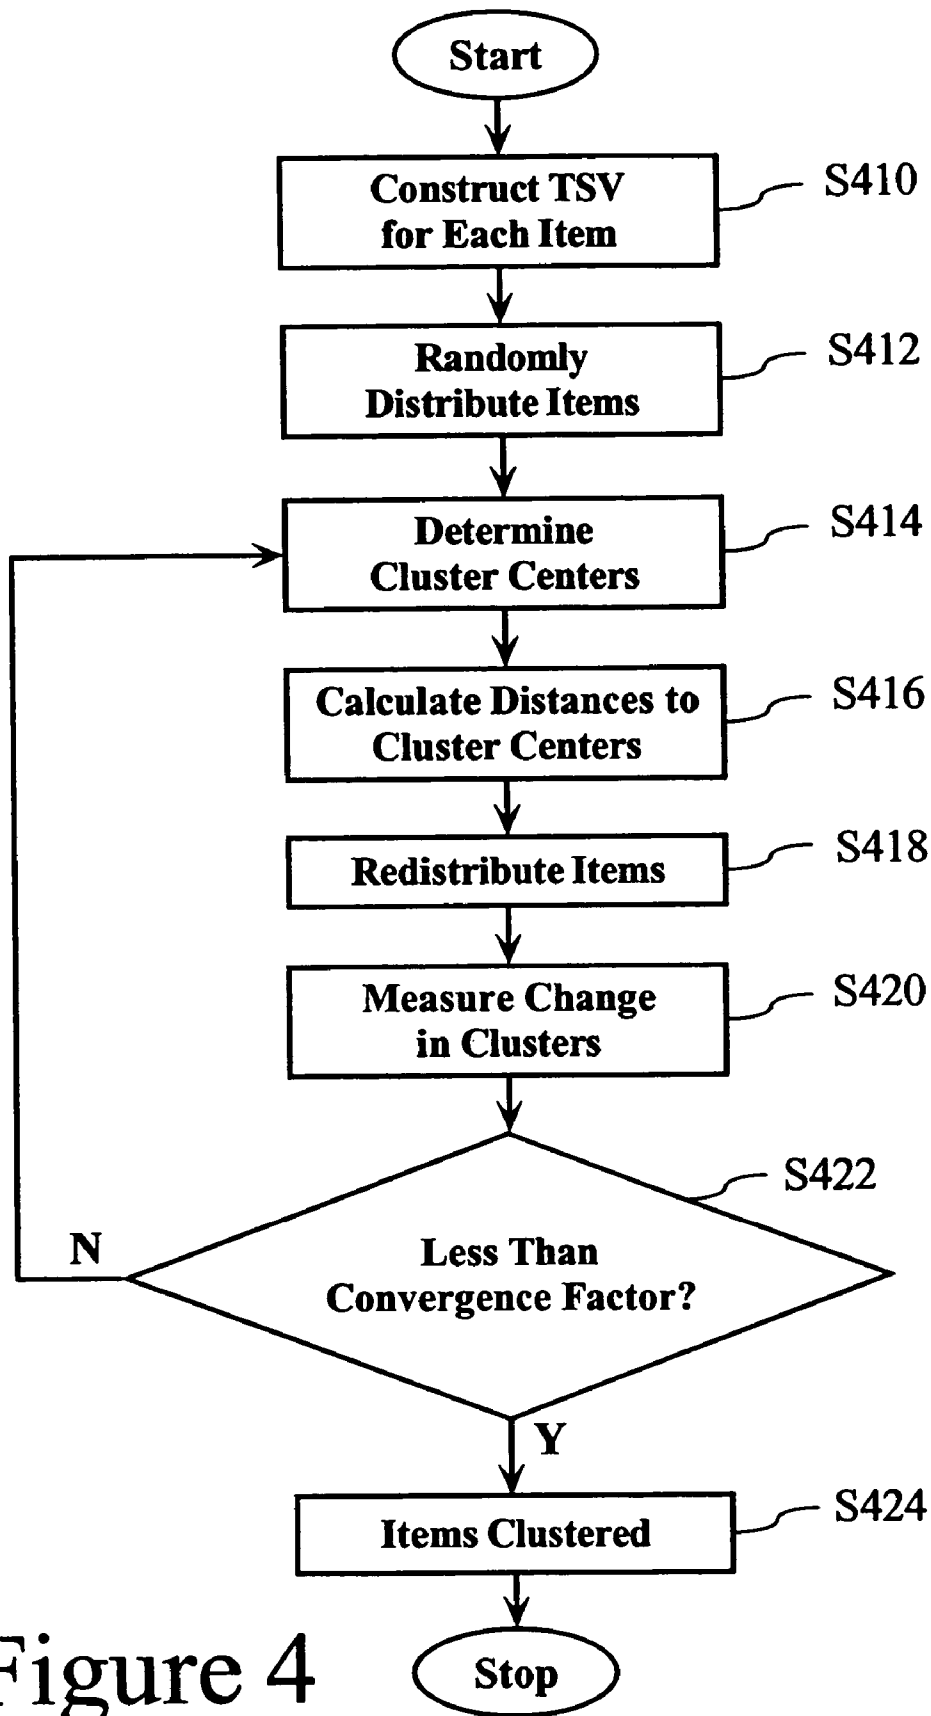 Start
Construct TSV
for Each Item
S410
Randomly
Distribute Items
S412
Determine
Cluster Centers
S414
Calculate Distances to
Cluster Centers
S416
Redistribute Items
S418
Measure Change
in Clusters
S420
Less Than
Convergence Factor?
S422
N
Y
Items Clustered
S424
Stop
Figure 4